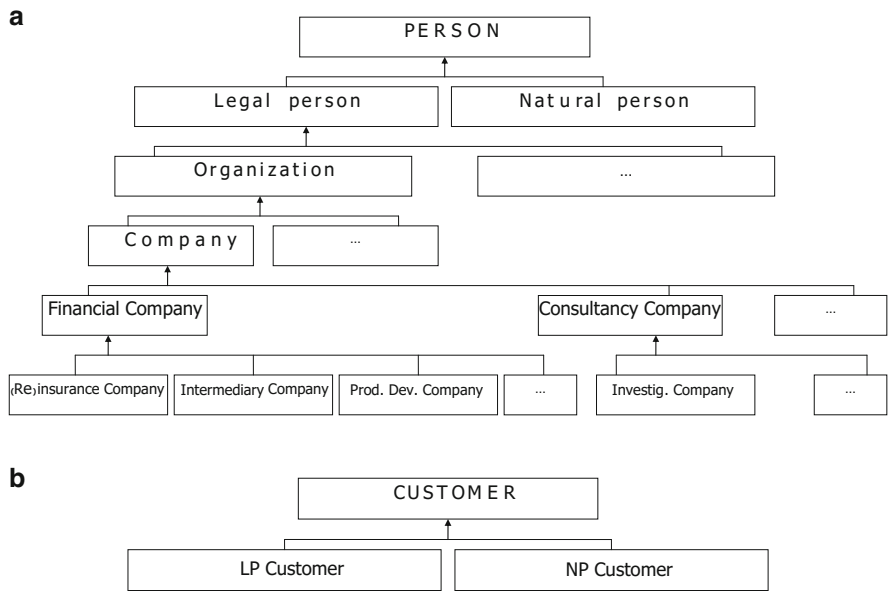 a
PERSON
Legal person
Natural person
Organization
...
Company
...
Financial Company
Consultancy Company
...
(Re)insurance Company
Intermediary Company
Prod. Dev. Company
...
Investig. Company
...
b
CUSTOMER
LP Customer
NP Customer